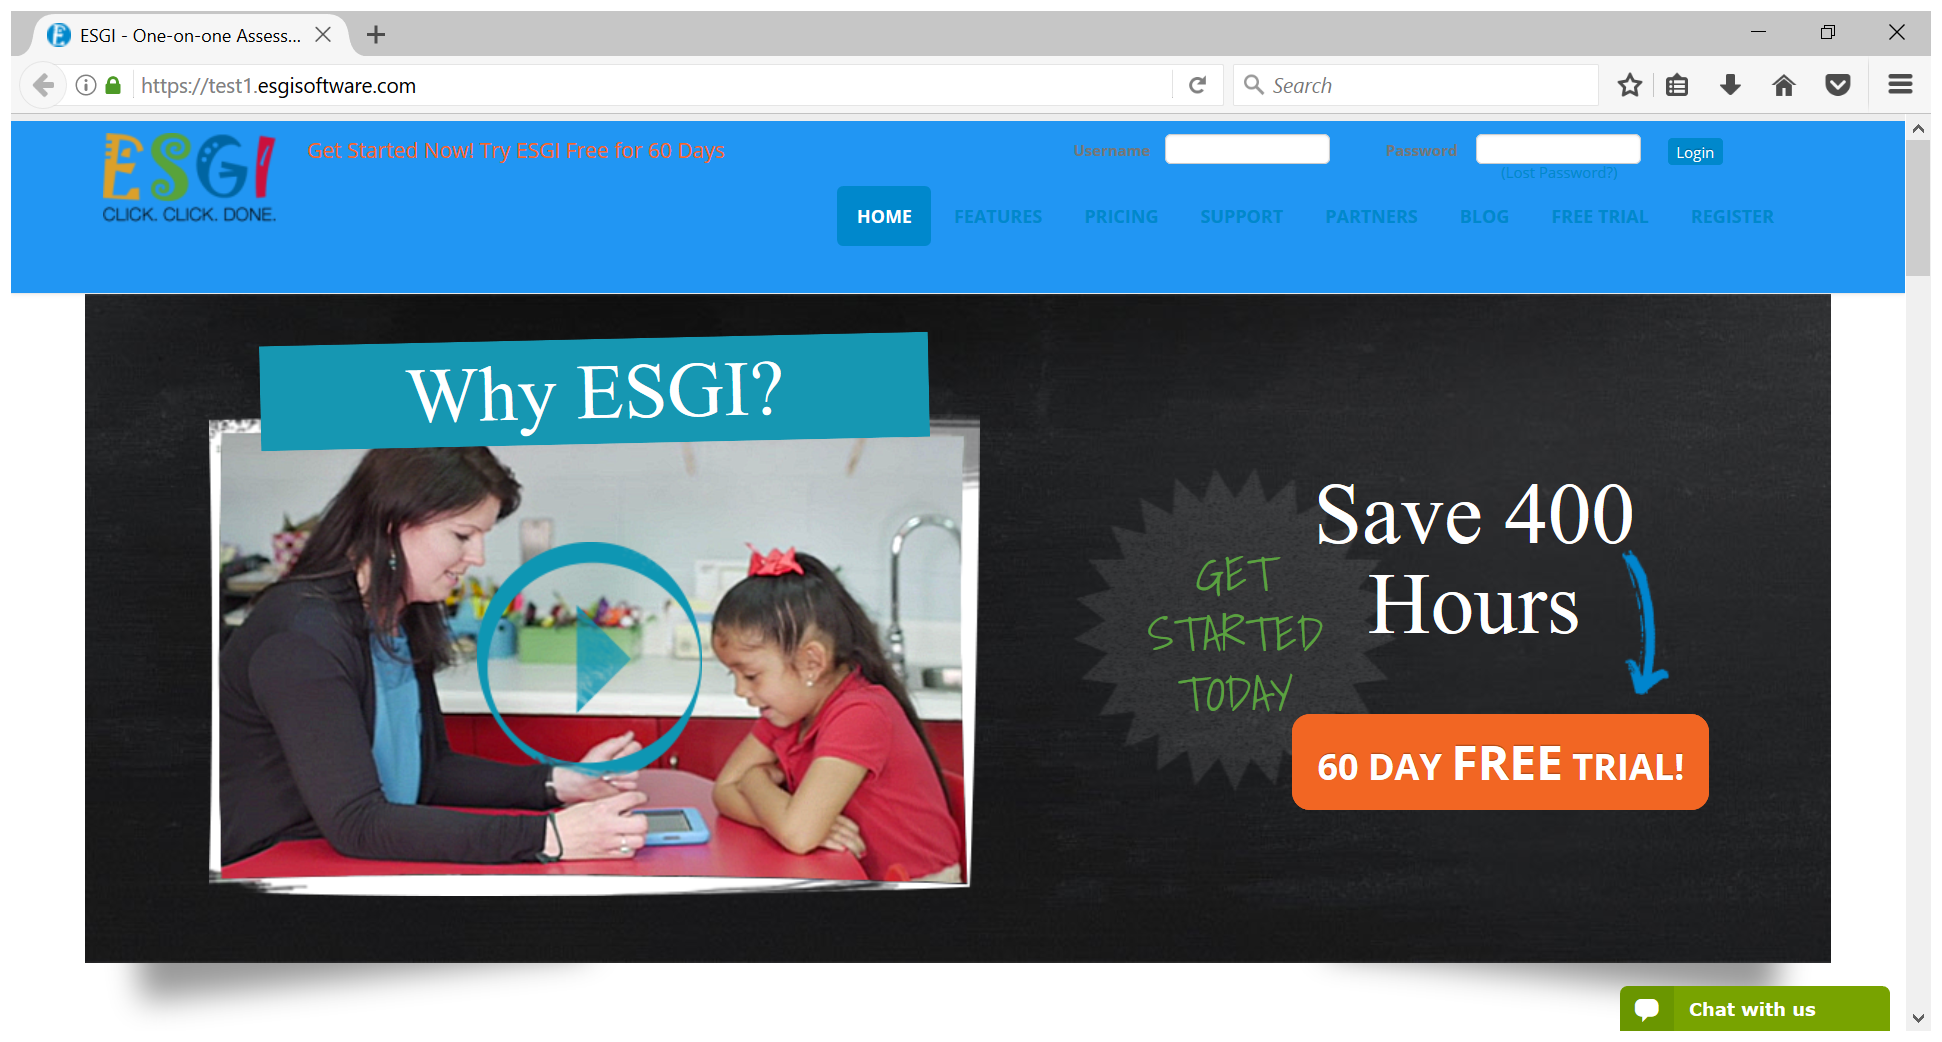 ESGI - One-on-one Assess...
https://test1.esgisoftware.com
Search
ESGI
CLICK. CLICK. DONE.
Get Started Now! Try ESGI Free for 60 Days
Username
Password
Login
(Lost Password?)
HOME FEATURES PRICING SUPPORT PARTNERS BLOG FREE TRIAL REGISTER
Why ESGI?
GET
STARTED
TODAY
Save 400
Hours
60 DAY FREE TRIAL!
Chat with us